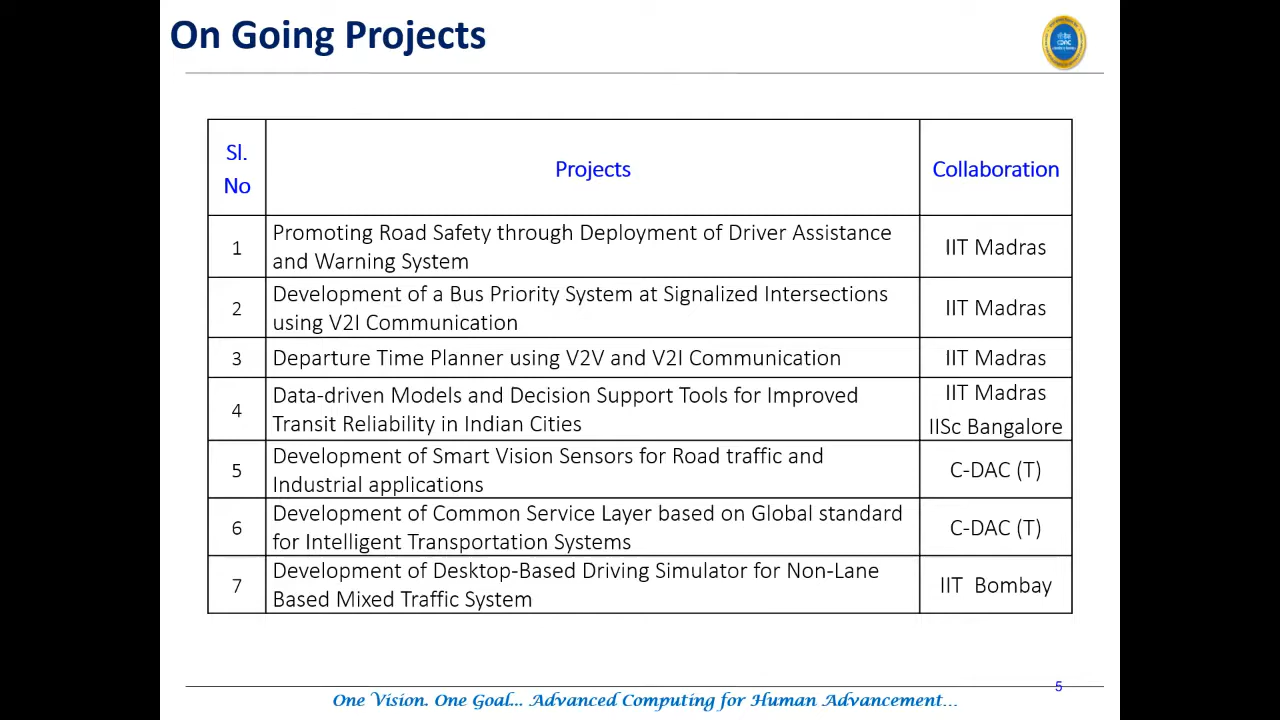 On Going Projects
CDAC
Sl.
No
Projects
Collaboration
1
Promoting Road Safety through Deployment of Driver Assistance
and Warning System
IIT Madras
2
Development of a Bus Priority System at Signalized Intersections
using V2I Communication
IIT Madras
3
Departure Time Planner using V2V and V2I Communication
IIT Madras
4
Data-driven Models and Decision Support Tools for Improved
Transit Reliability in Indian Cities
IIT Madras
IISc Bangalore
5
Development of Smart Vision Sensors for Road traffic and
Industrial applications
C-DAC (T)
6
Development of Common Service Layer based on Global standard
for Intelligent Transportation Systems
C-DAC (T)
7
Development of Desktop-Based Driving Simulator for Non-Lane
Based Mixed Traffic System
IIT  Bombay
5
One Vision. One Goal... Advanced Computing for Human Advancement...